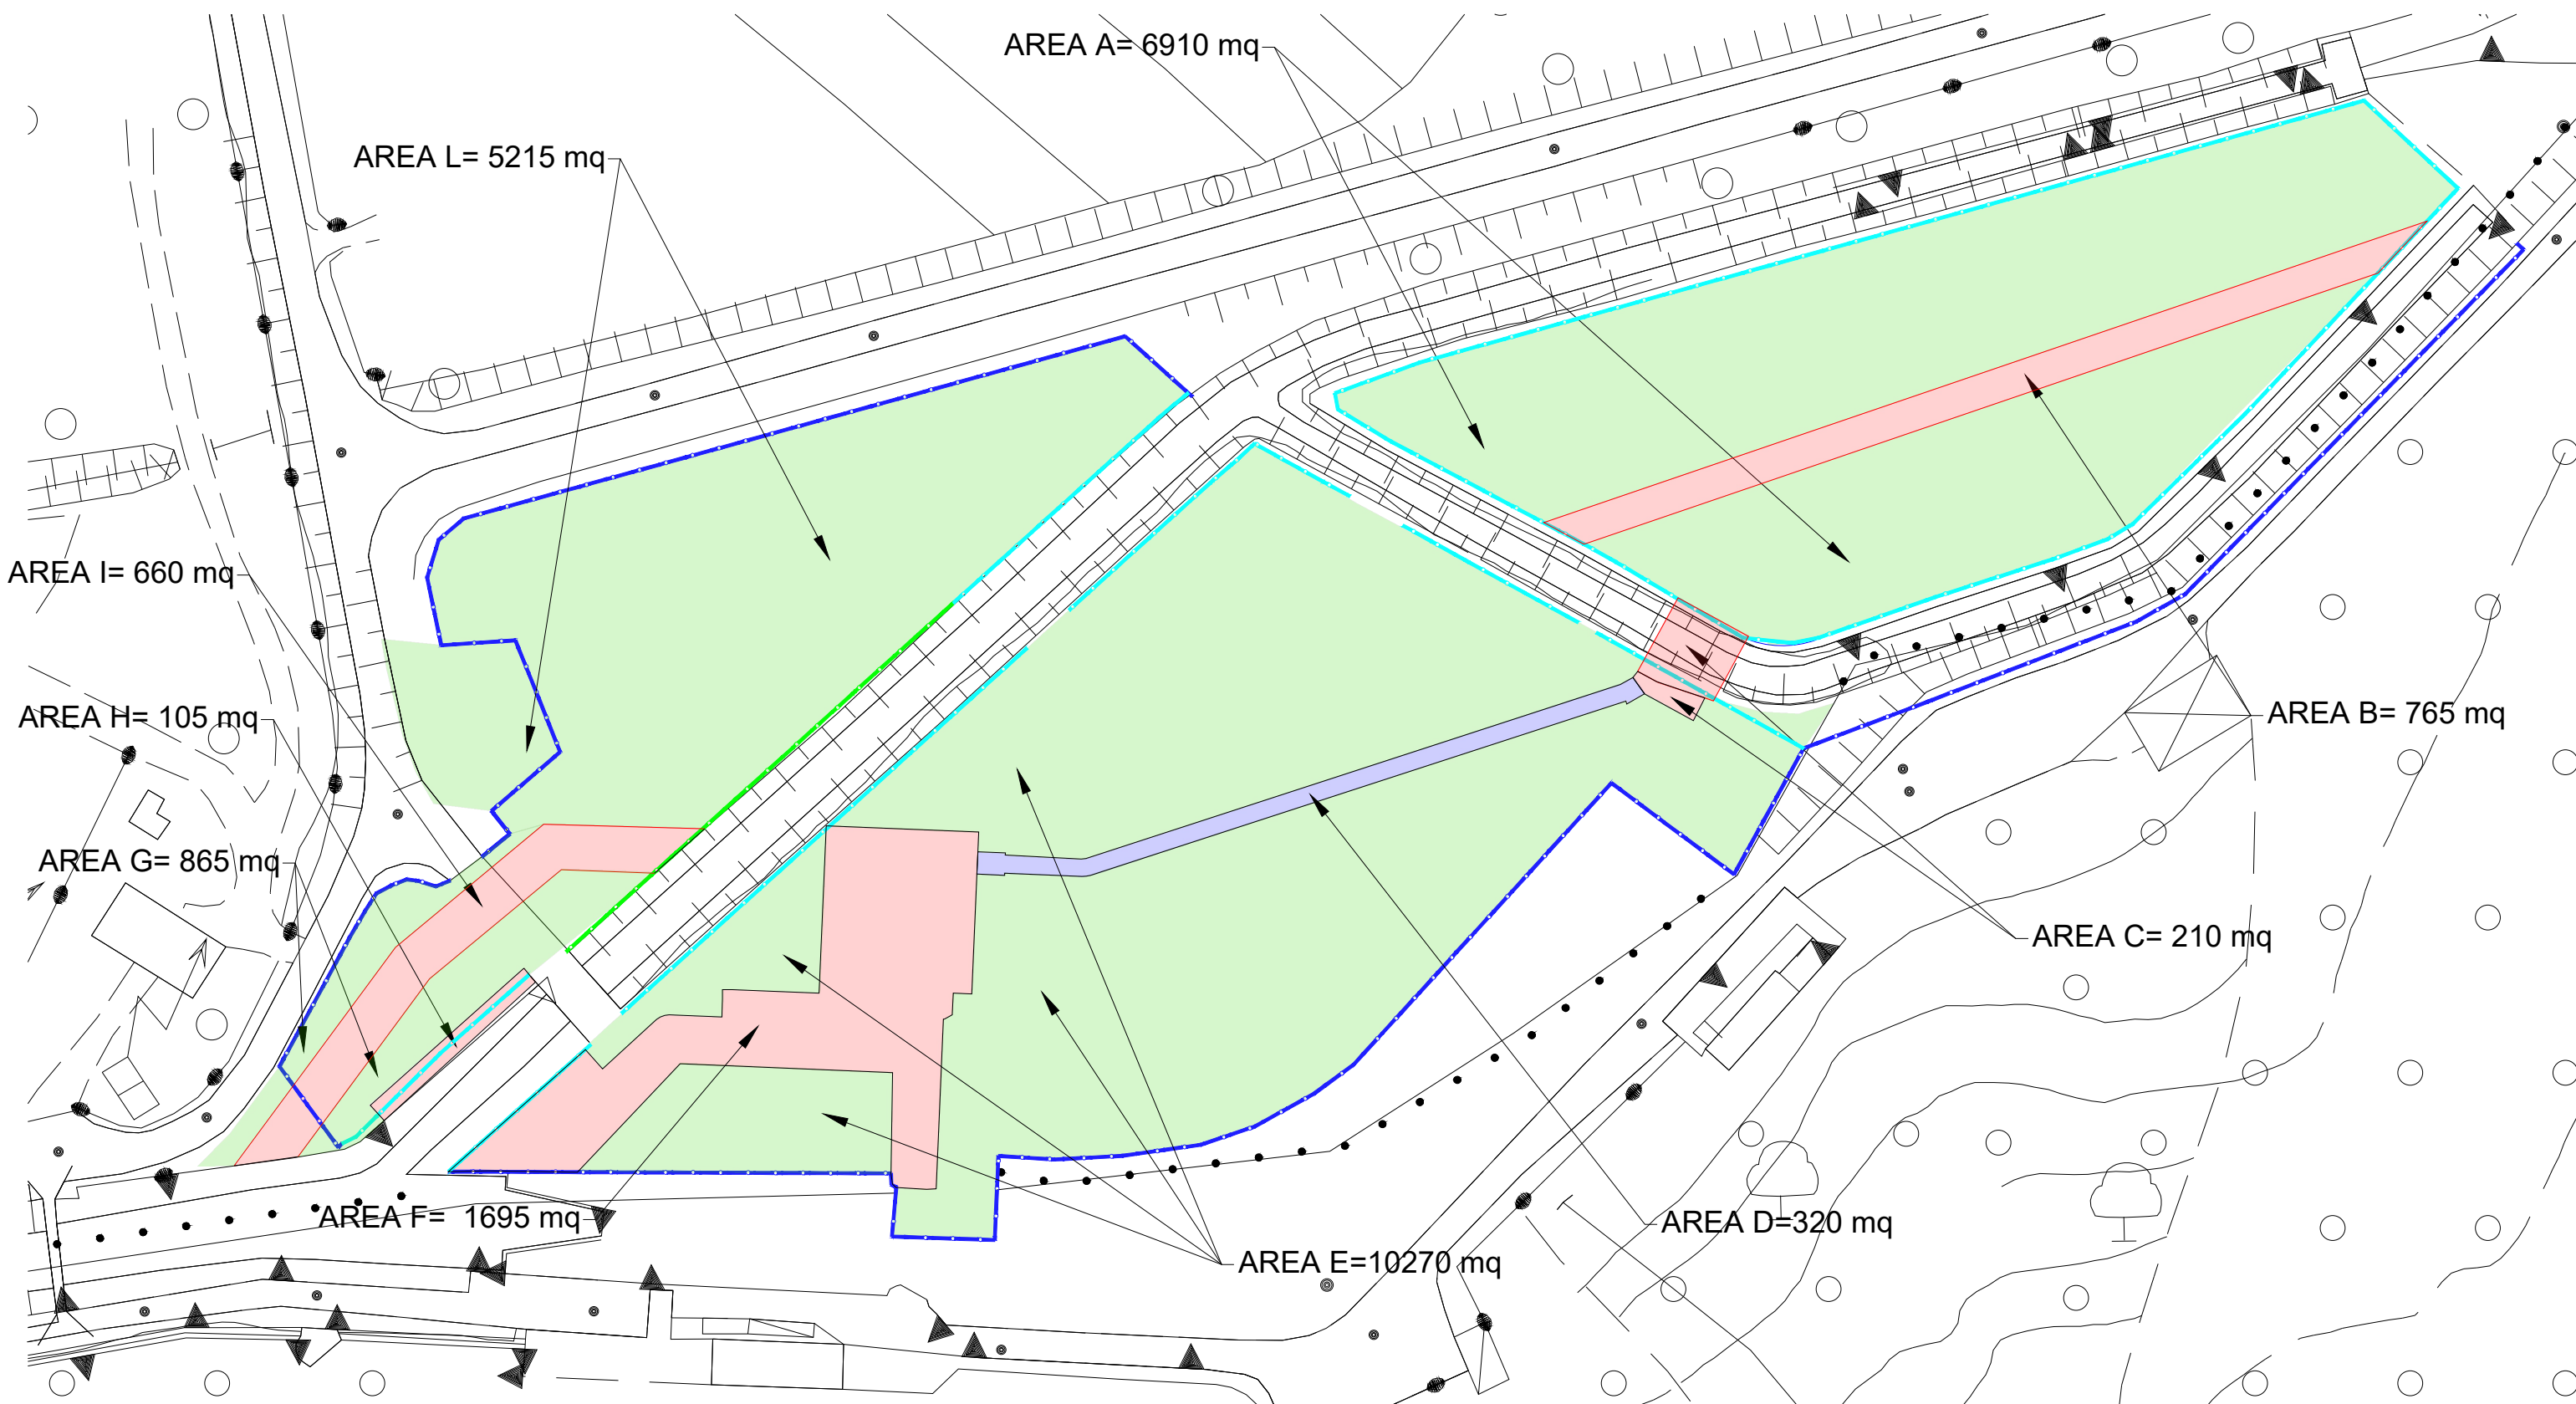 AREA A= 6910 mq
AREA L= 5215 mq
AREA I= 660 mq
AREA H= 105 mq
AREA B= 765 mq
AREA G= 865 mq
AREA C= 210 mq
AREA F=  1695 mq
AREA D=320 mq
AREA E=10270 mq